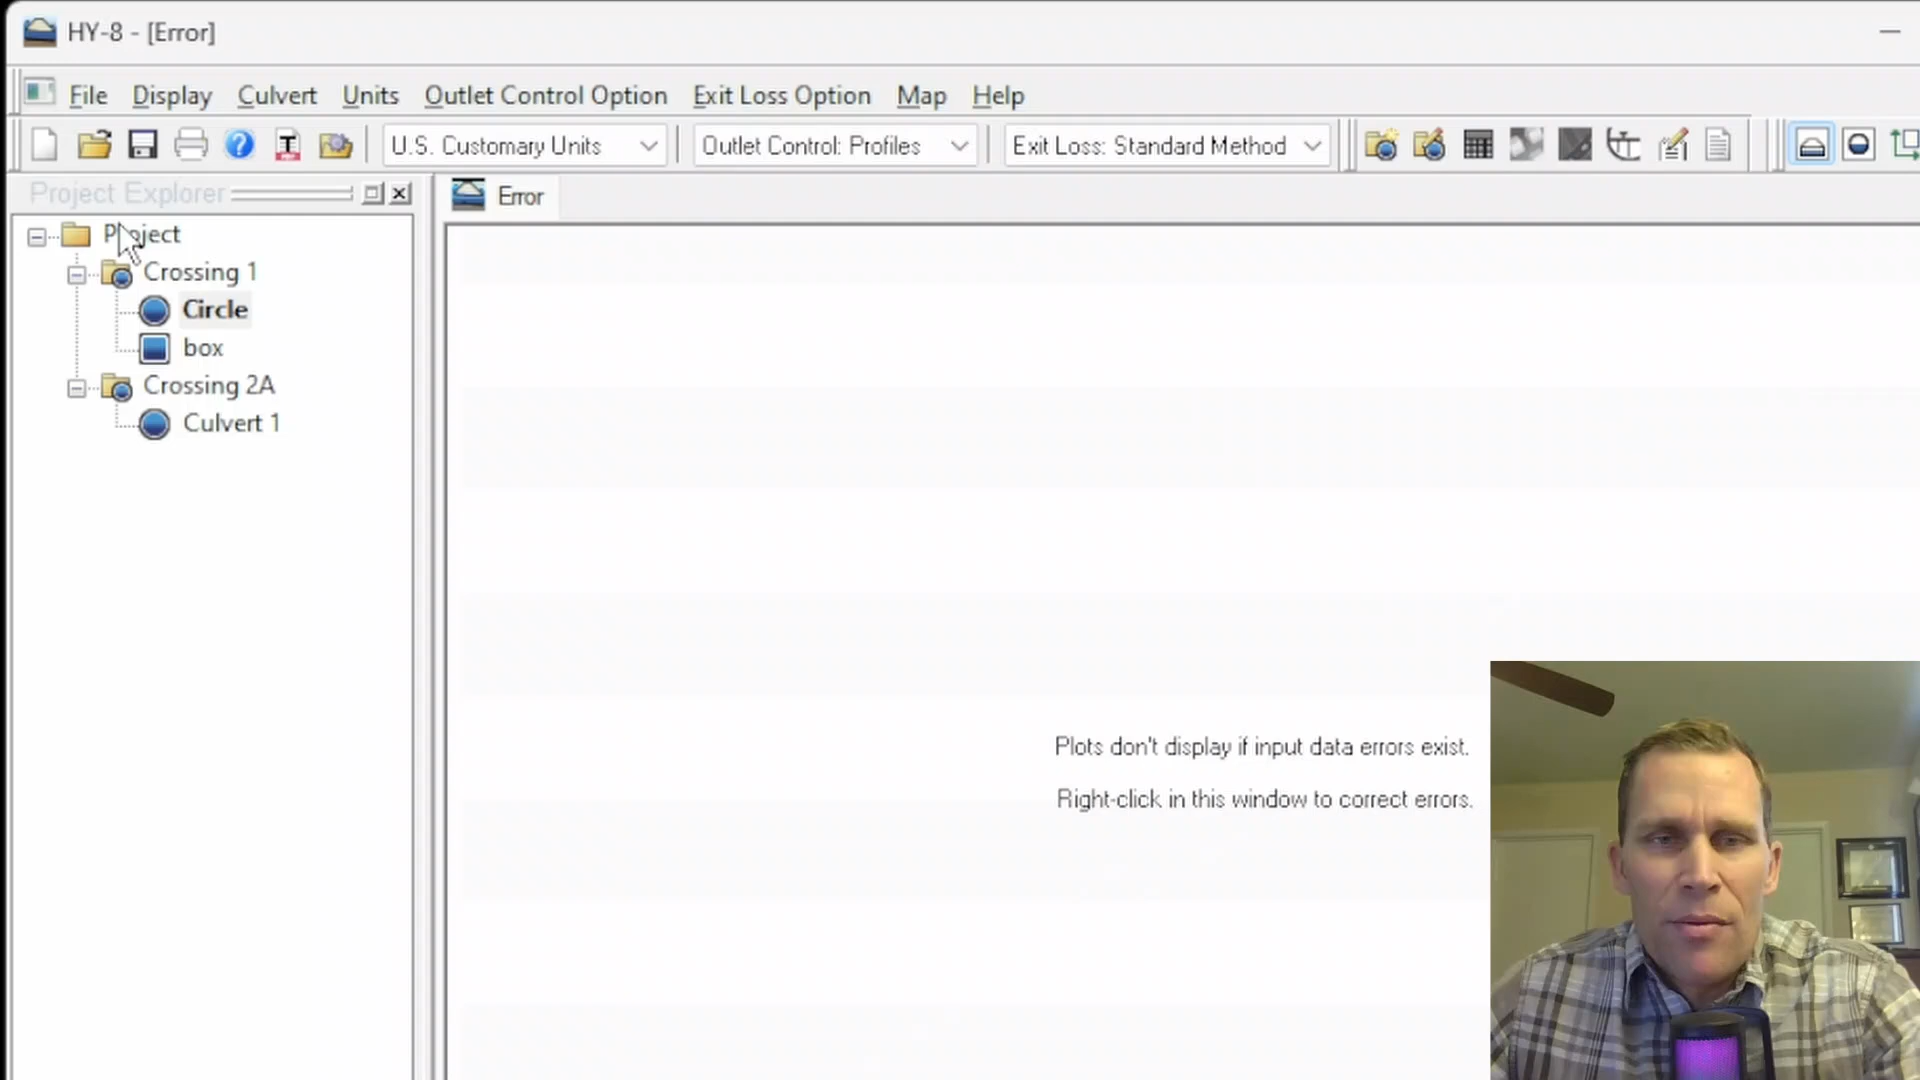 HY-8 - [Error]
File Display Culvert Units Outlet Control Option Exit Loss Option Map Help
U.S. Customary Units Outlet Control: Profiles Exit Loss: Standard Method
Project Explorer
Error
Project
Crossing 1
Circle
box
Crossing 2A
Culvert 1
Plots don't display if input data errors exist.
Right-click in this window to correct errors.